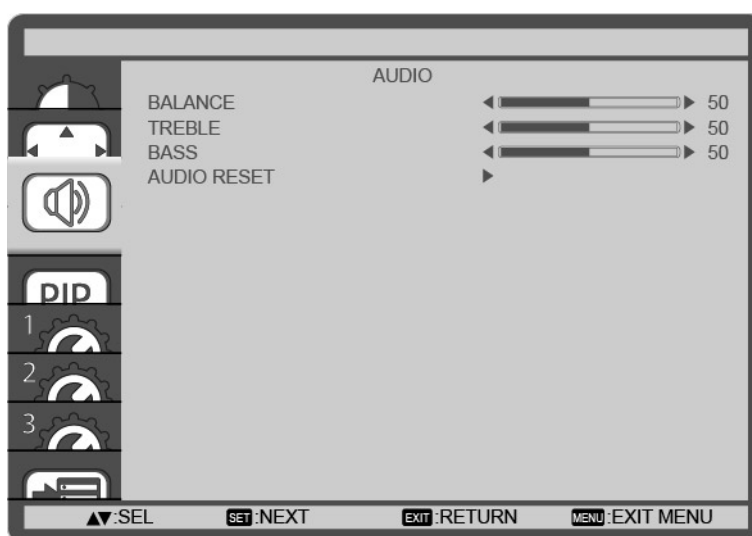 AUDIO
BALANCE 50
TREBLE 50
BASS 50
AUDIO RESET
PIP
1
2
3
▲▼:SEL SET:NEXT EXIT:RETURN MENU:EXIT MENU